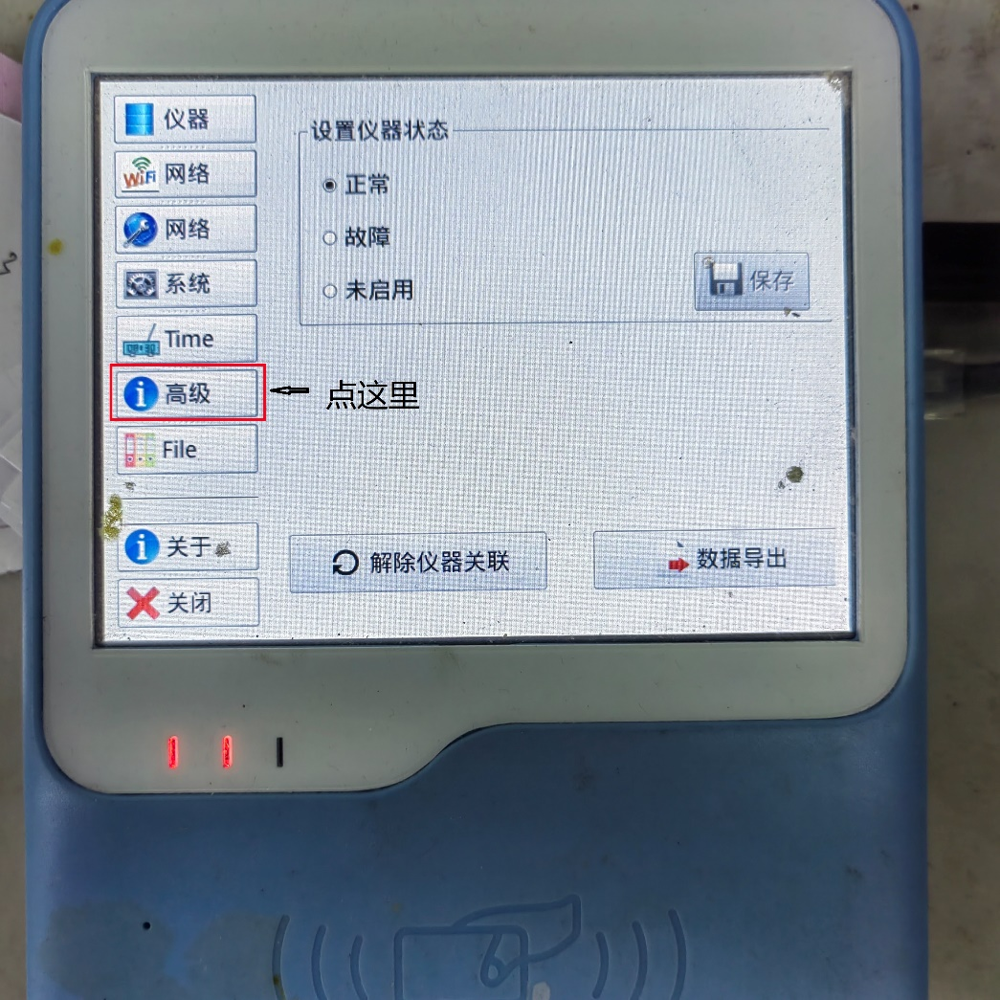 仪器
WiFi 网络
网络
系统
Time
高级
File
关于
关闭
设置仪器状态
正常
故障
未启用
保存
点这里
解除仪器关联
数据导出